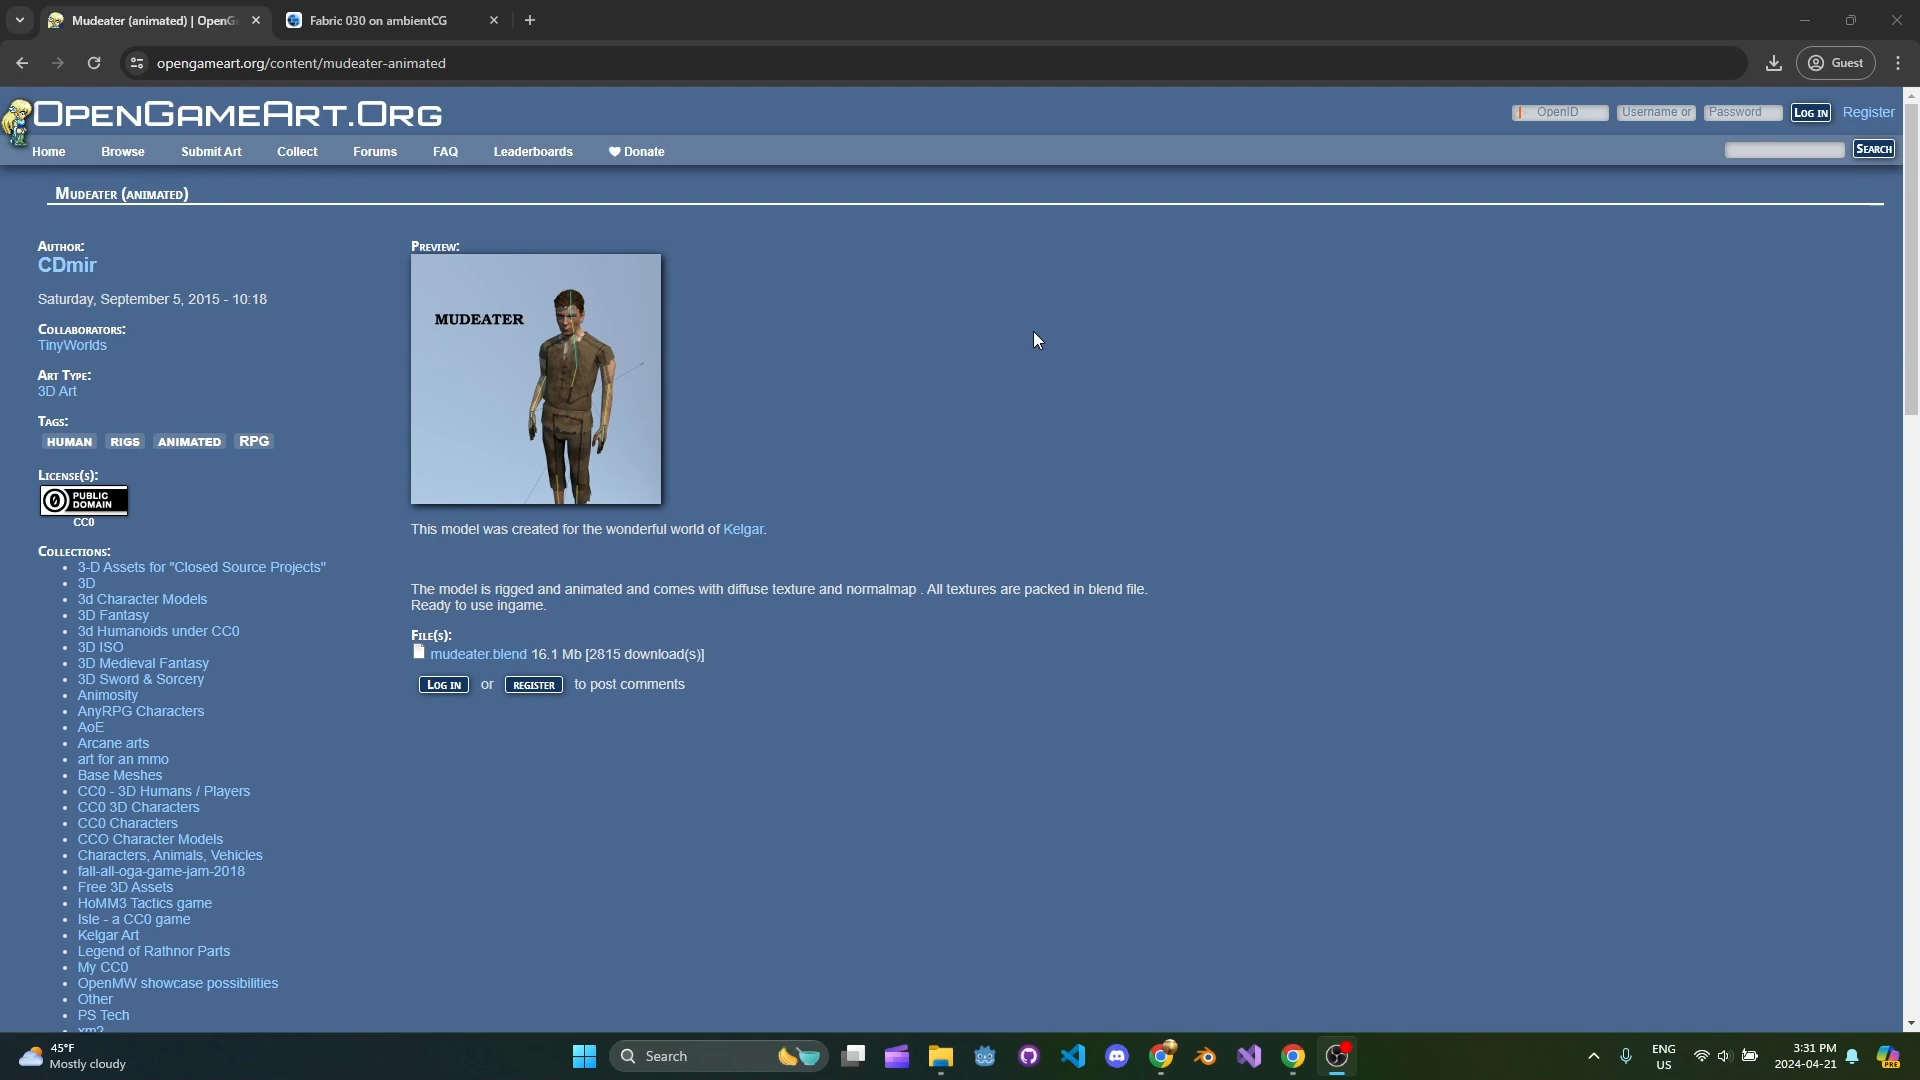 Mudeater (animated) | OpenG
Fabric 030 on ambientCG
opengameart.org/content/mudeater-animated
Guest
OpenGameArt.Org
OpenID
Username or
Password
Log in
Register
Home
Browse
Submit Art
Collect
Forums
FAQ
Leaderboards
Donate
Search
Mudeater (animated)
Author:
CDmir
Saturday, September 5, 2015 - 10:18
Collaborators:
TinyWorlds
Art Type:
3D Art
Tags:
HUMAN RIGS ANIMATED RPG
License(s):
PUBLIC
DOMAIN
CC0
Collections:
• 3-D Assets for "Closed Source Projects"
• 3D
• 3d Character Models
• 3D Fantasy
• 3d Humanoids under CC0
• 3D ISO
• 3D Medieval Fantasy
• 3D Sword & Sorcery
• Animosity
• AnyRPG Characters
• AoE
• Arcane arts
• art for an mmo
• Base Meshes
• CC0 - 3D Humans / Players
• CC0 3D Characters
• CC0 Characters
• CCO Character Models
• Characters, Animals, Vehicles
• fall-all-oga-game-jam-2018
• Free 3D Assets
• HoMM3 Tactics game
• Isle - a CC0 game
• Kelgar Art
• Legend of Rathnor Parts
• My CC0
• OpenMW showcase possibilities
• Other
• PS Tech
Preview:
MUDEATER
This model was created for the wonderful world of Kelgar.
The model is rigged and animated and comes with diffuse texture and normalmap . All textures are packed in blend file.
Ready to use ingame.
File(s):
mudeater.blend 16.1 Mb [2815 download(s)]
Log in or register to post comments
45°F
Mostly cloudy
Search
ENG
US
3:31 PM
2024-04-21
PRE